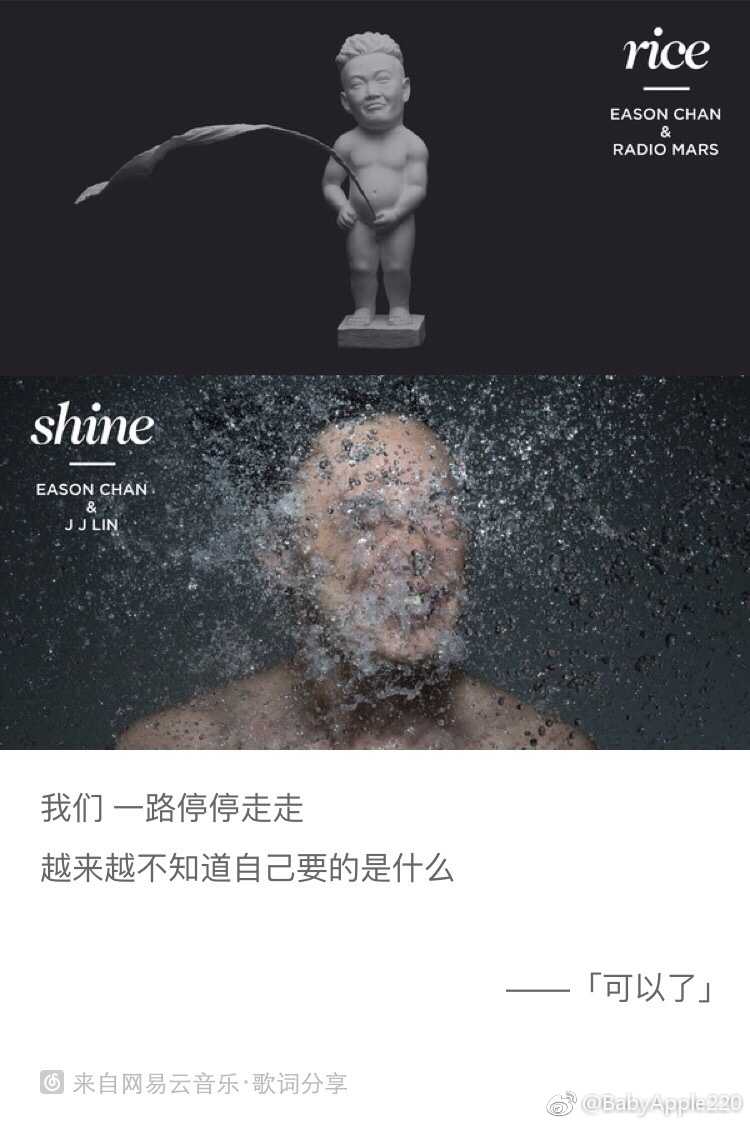 rice
EASON CHAN
&
RADIO MARS
shine
EASON CHAN
&
J J LIN
我们 一路停停走走
越来越不知道自己要的是什么
——「可以了」
来自网易云音乐·歌词分享
@BabyApple220